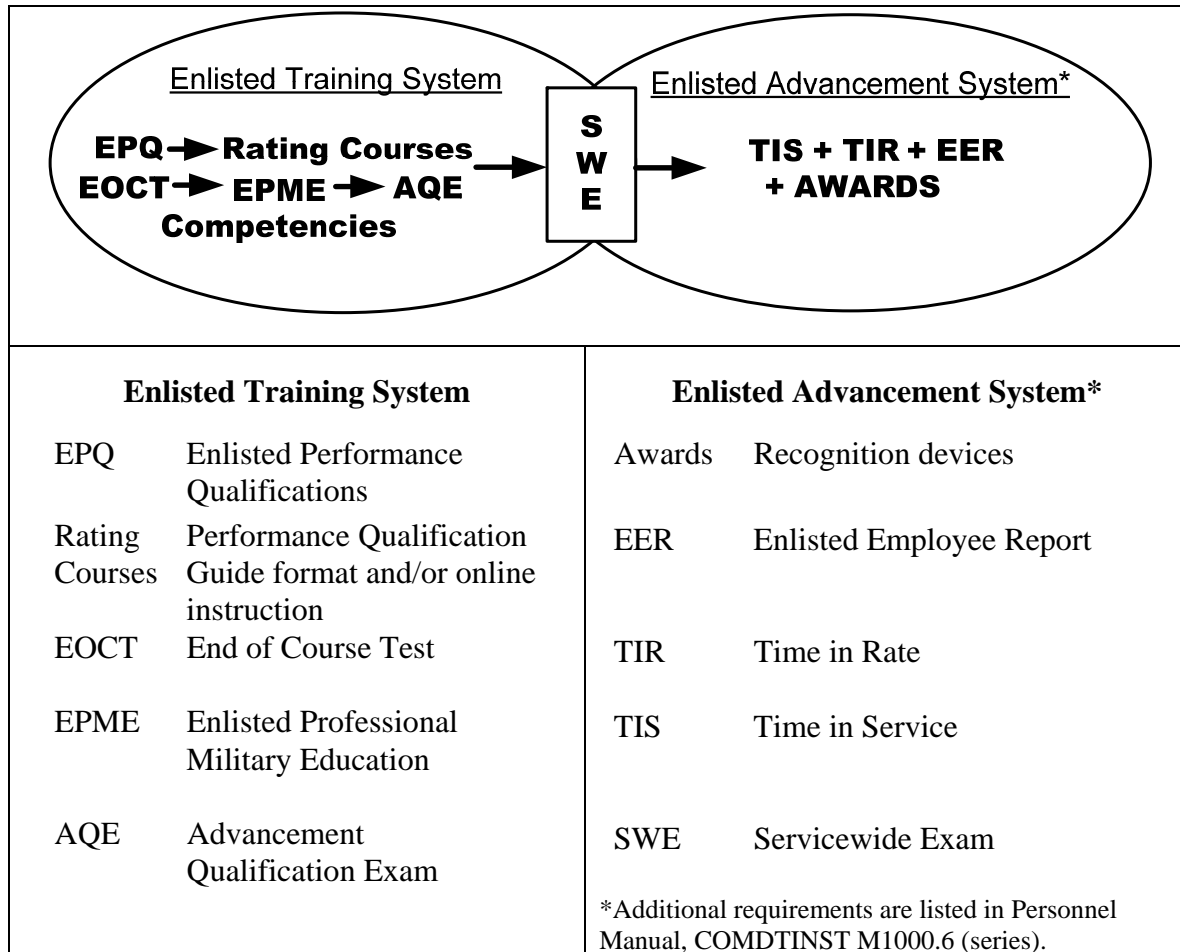 Enlisted Training System
EPQ Rating Courses
EOCT EPME AQE
Competencies
S
W
E
Enlisted Advancement System*
TIS + TIR + EER
+ AWARDS
Enlisted Training System
EPQ Enlisted Performance
Qualifications
Rating Performance Qualification
Courses Guide format and/or online
instruction
EOCT End of Course Test
EPME Enlisted Professional
Military Education
AQE Advancement
Qualification Exam
Enlisted Advancement System*
Awards Recognition devices
EER Enlisted Employee Report
TIR Time in Rate
TIS Time in Service
SWE Servicewide Exam
*Additional requirements are listed in Personnel
Manual, COMDTINST M1000.6 (series).